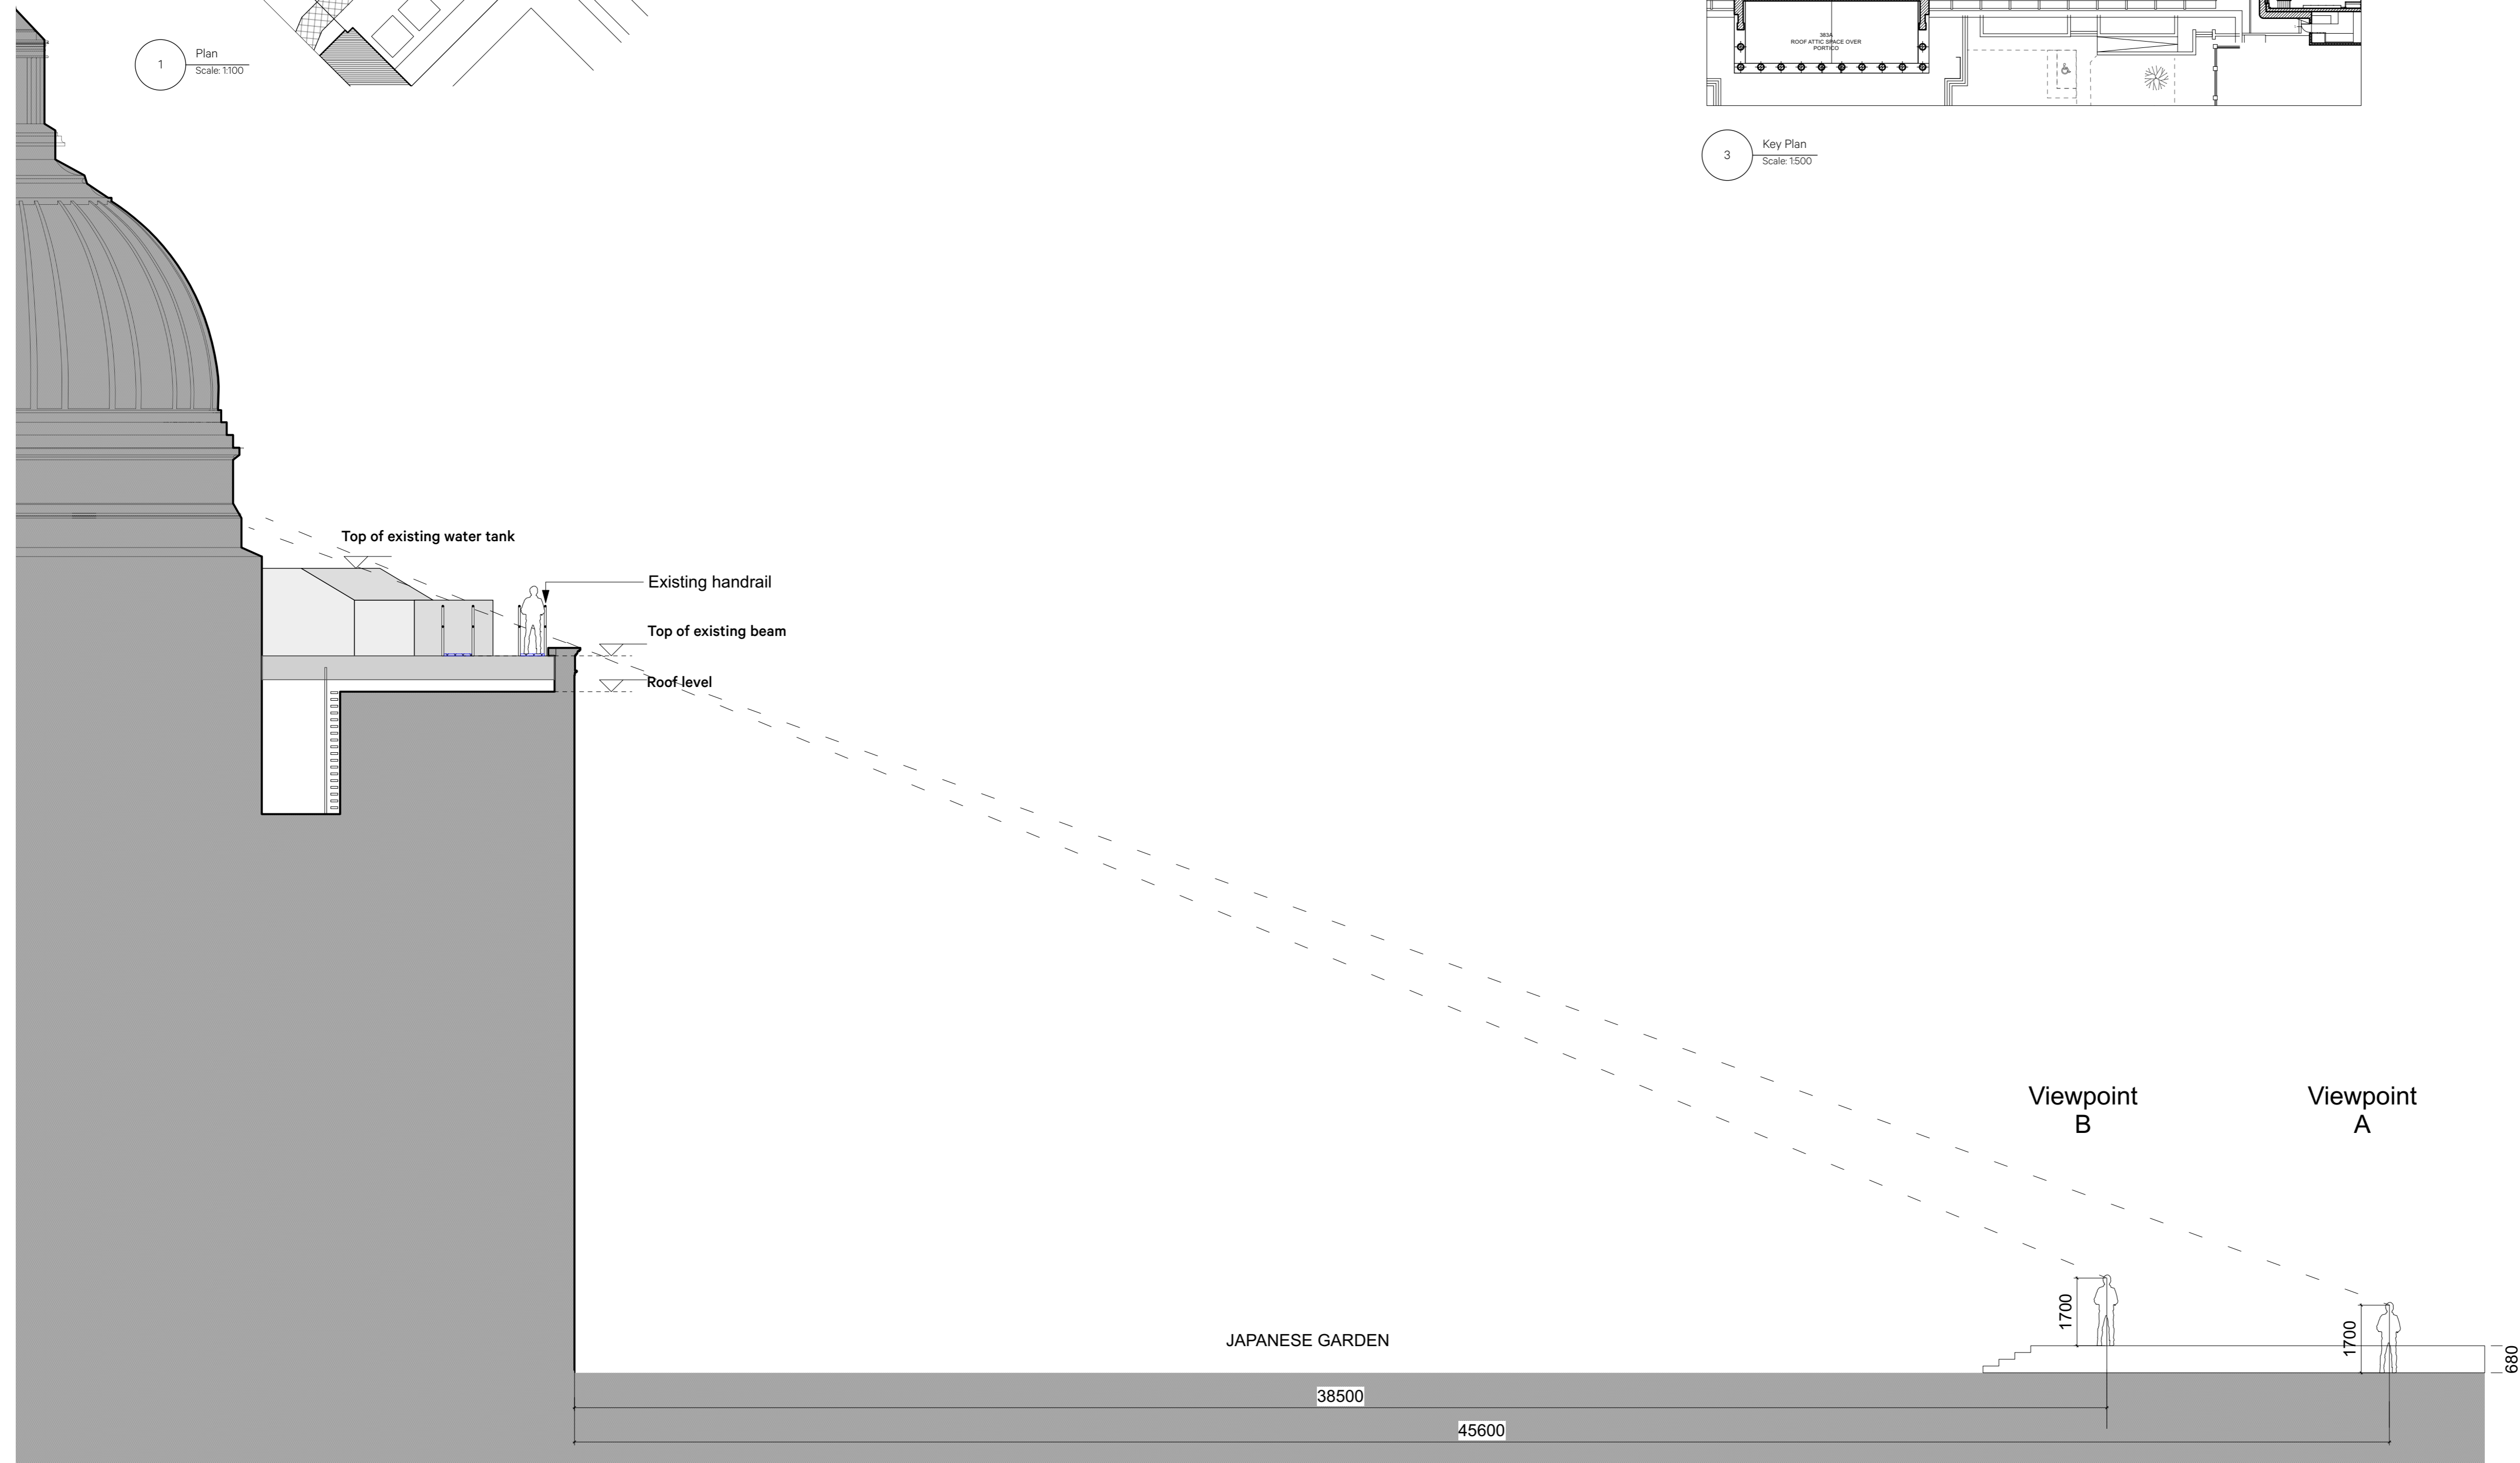 1
Plan
Scale: 1:100
383A
ROOF ATTIC SPACE OVER
PORTICO
3
Key Plan
Scale: 1:500
Top of existing water tank
Existing handrail
Top of existing beam
Roof level
Viewpoint
B
Viewpoint
A
1700
1700
680
JAPANESE GARDEN
38500
45600